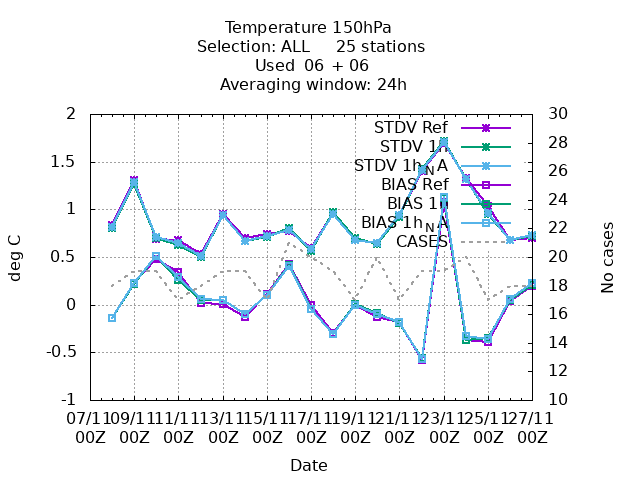 Temperature 150hPa
Selection: ALL 25 stations
Used 06 + 06
Averaging window: 24h
2
1.5
1
0.5
0
-0.5
-1
30
28
26
24
22
20
18
16
14
12
10
deg C
No cases
STDV Ref
STDV 1h
STDV 1h_N A
BIAS Ref
BIAS 1h
BIAS 1h_N A
CASES
07/11 09/11 11/11 13/11 15/11 17/11 19/11 21/11 23/11 25/11 27/11
00Z 00Z 00Z 00Z 00Z 00Z 00Z 00Z 00Z 00Z 00Z
Date